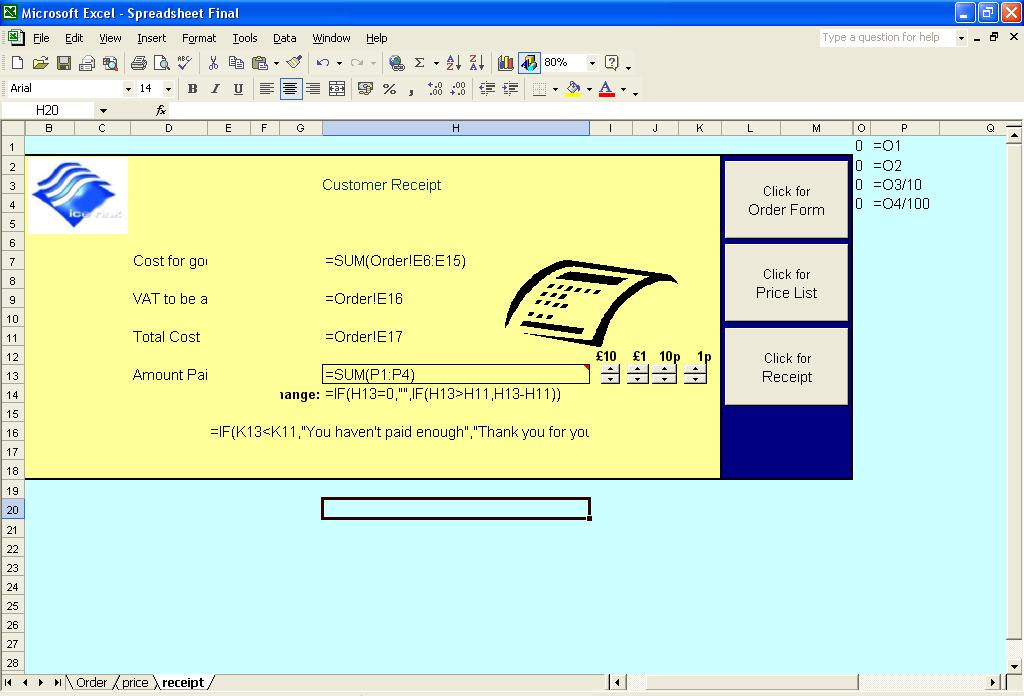 Microsoft Excel - Spreadsheet Final
File Edit View Insert Format Tools Data Window Help
Type a question for help
80%
Arial 14 B I U
H20 fx
B C D E F G H I J K L M O P Q
1 0 =O1
2 0 =O2
3 Customer Receipt 0 =O3/10
4 0 =O4/100
5
ice rink
Click for
Order Form
6
7 Cost for goo =SUM(Order!E6:E15)
8
Click for
Price List
9 VAT to be a =Order!E16
10
11 Total Cost =Order!E17
12 £10 £1 10p 1p
Click for
Receipt
13 Amount Pai =SUM(P1:P4)
14 hange: =IF(H13=0,"",IF(H13>H11,H13-H11))
15
16 =IF(K13<K11,"You haven't paid enough","Thank you for you
17
18
19
20
21
22
23
24
25
26
27
28
Order price receipt